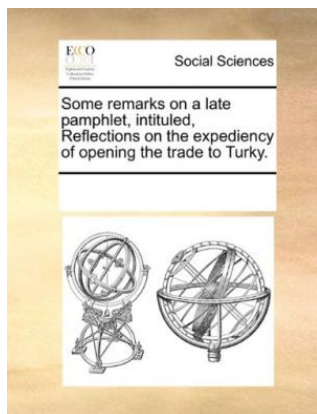 ECCO
Social Sciences
Some remarks on a late
pamphlet, intituled,
Reflections on the expediency
of opening the trade to Turky.